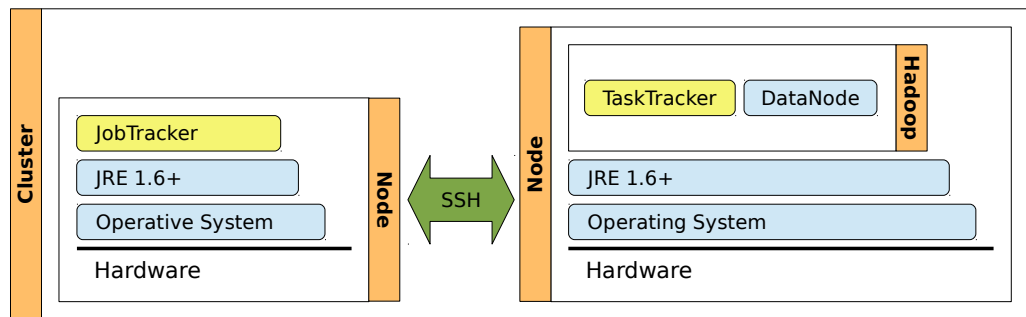 Cluster
JobTracker
JRE 1.6+
Operative System
Hardware
Node
SSH
Node
TaskTracker
DataNode
Hadoop
JRE 1.6+
Operating System
Hardware